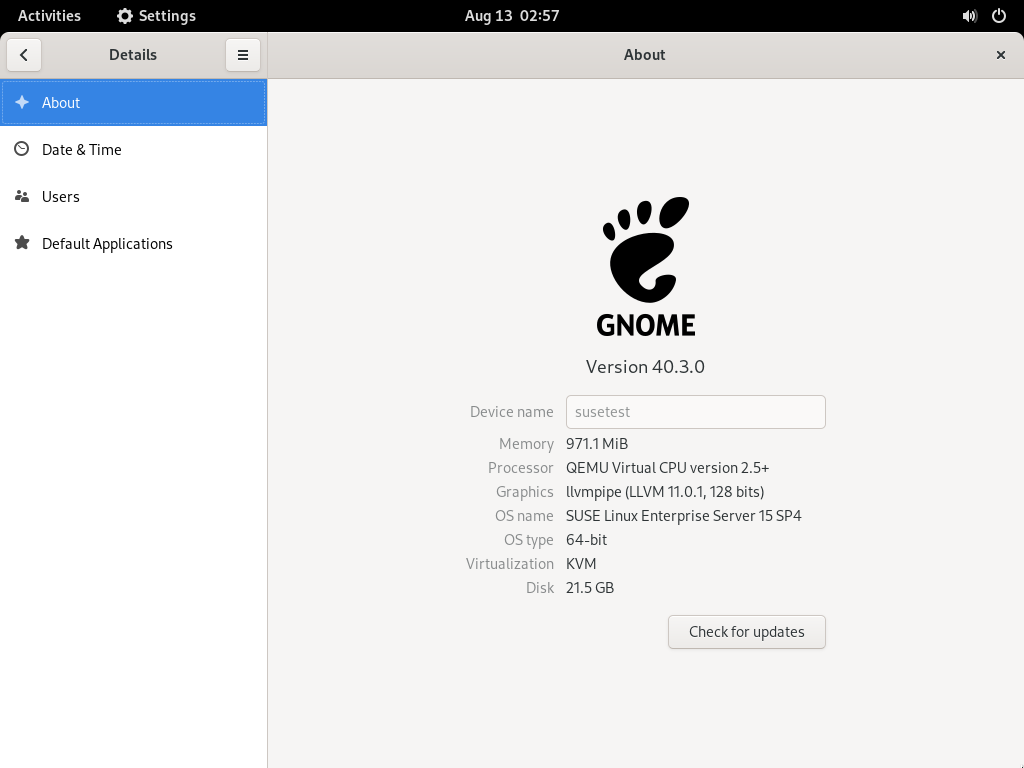 Activities Settings Aug 13 02:57
Details About
About
Date & Time
Users
Default Applications
GNOME
Version 40.3.0
Device name susetest
Memory 971.1 MiB
Processor QEMU Virtual CPU version 2.5+
Graphics llvmpipe (LLVM 11.0.1, 128 bits)
OS name SUSE Linux Enterprise Server 15 SP4
OS type 64-bit
Virtualization KVM
Disk 21.5 GB
Check for updates